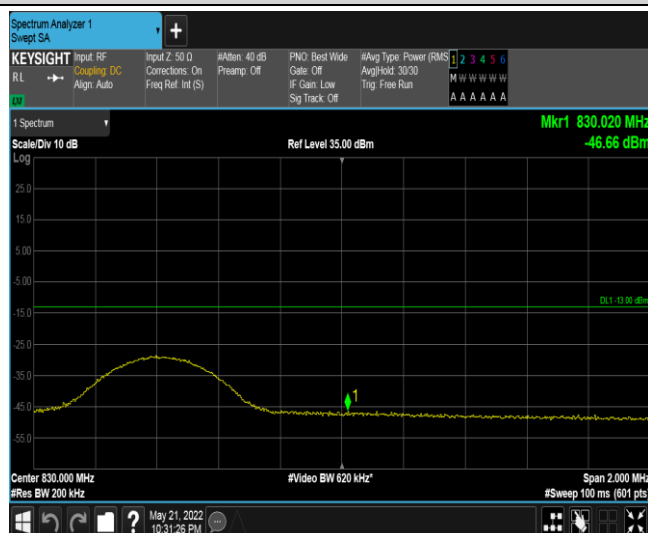 Spectrum Analyzer 1
Swept SA
+
KEYSIGHT
RL
LXI
Input: RF
Coupling: DC
Align: Auto
Input Z: 50 Ω
Corrections: On
Freq Ref: Int (S)
#Atten: 40 dB
Preamp: Off
PNO: Best Wide
Gate: Off
IF Gain: Low
Sig Track: Off
#Avg Type: Power (RMS
Avg|Hold: 30/30
Trig: Free Run
1 2 3 4 5 6
M W W W W W
A A A A A A
1 Spectrum
Scale/Div 10 dB
Ref Level 35.00 dBm
Mkr1 830.020 MHz
-46.66 dBm
Log
25.0
15.0
5.00
-5.00
DL1 -13.00 dBm
-15.0
-25.0
-35.0
-45.0
1
-55.0
Center 830.000 MHz
#Video BW 620 kHz*
Span 2.000 MHz
#Res BW 200 kHz
#Sweep 100 ms (601 pts)
?
May 21, 2022
10:31:26 PM